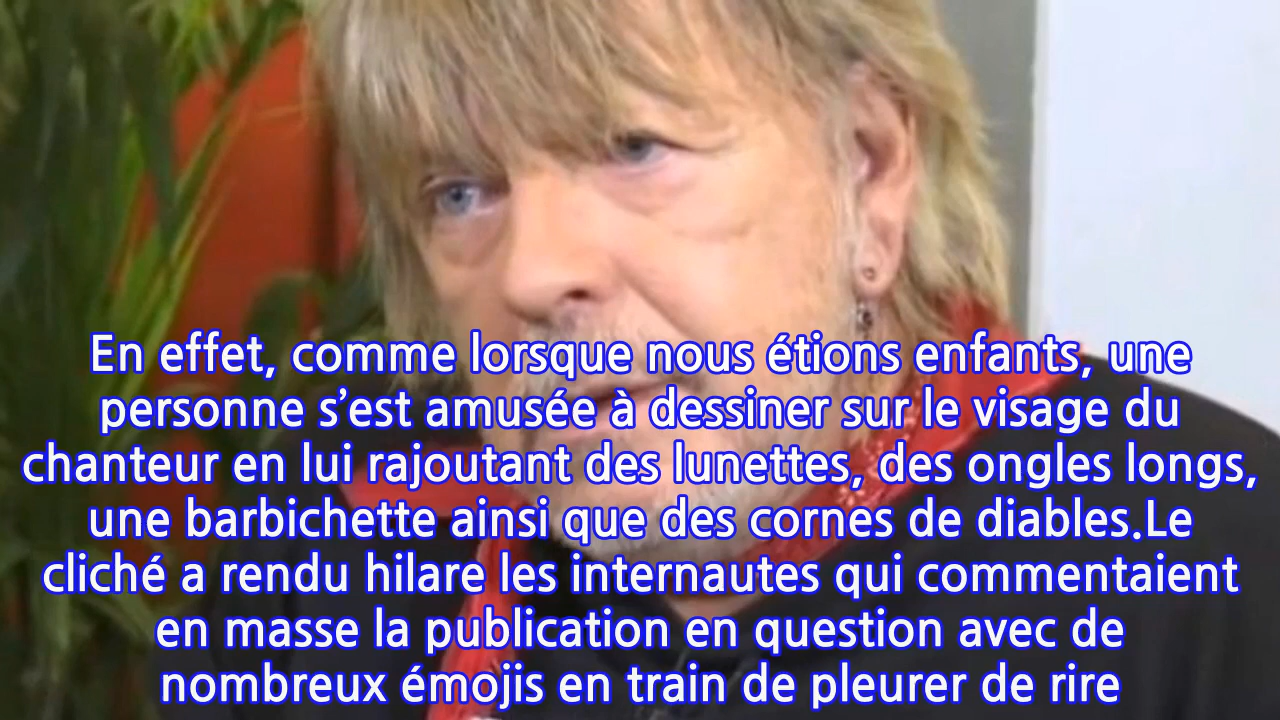 En effet, comme lorsque nous étions enfants, une
personne s’est amusée à dessiner sur le visage du
chanteur en lui rajoutant des lunettes, des ongles longs,
une barbichette ainsi que des cornes de diables.Le
cliché a rendu hilare les internautes qui commentaient
en masse la publication en question avec de
nombreux émojis en train de pleurer de rire